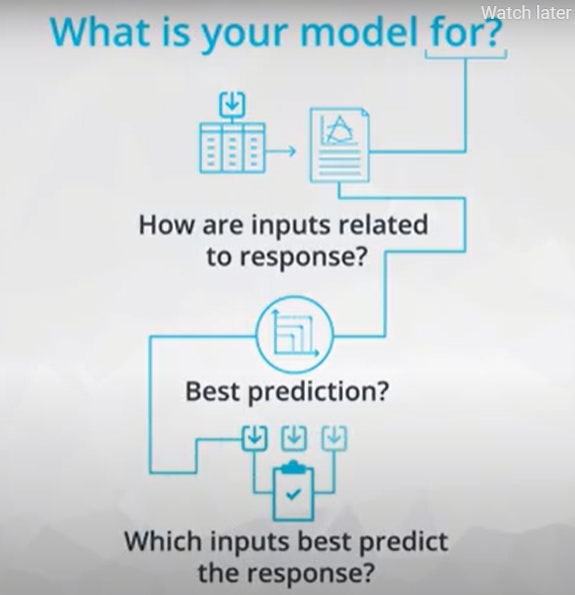 Watch later
What is your model for?
How are inputs related
to response?
Best prediction?
Which inputs best predict
the response?